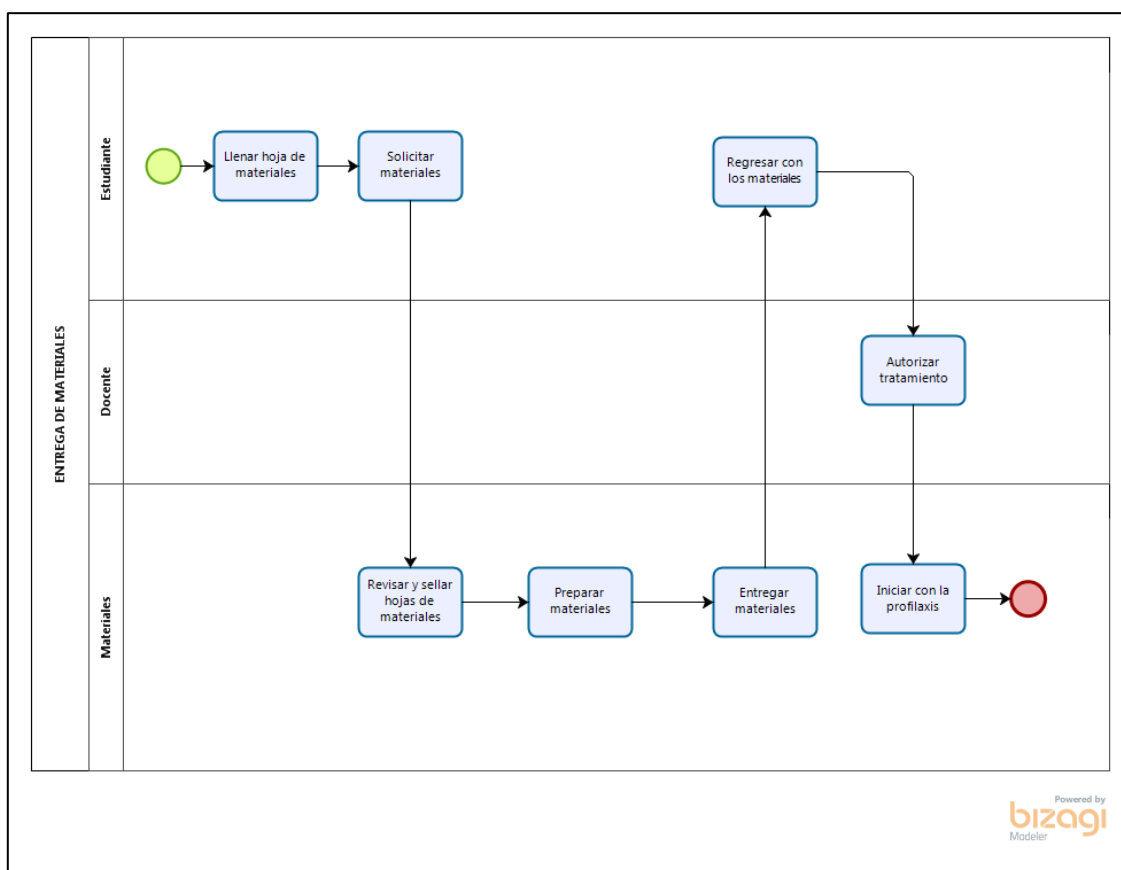 ENTREGA DE MATERIALES
Estudiante
Llenar hoja de
materiales
Solicitar
materiales
Regresar con
los materiales
Docente
Autorizar
tratamiento
Materiales
Revisar y sellar
hojas de
materiales
Preparar
materiales
Entregar
materiales
Iniciar con la
profilaxis
Powered by
bizagi
Modeler